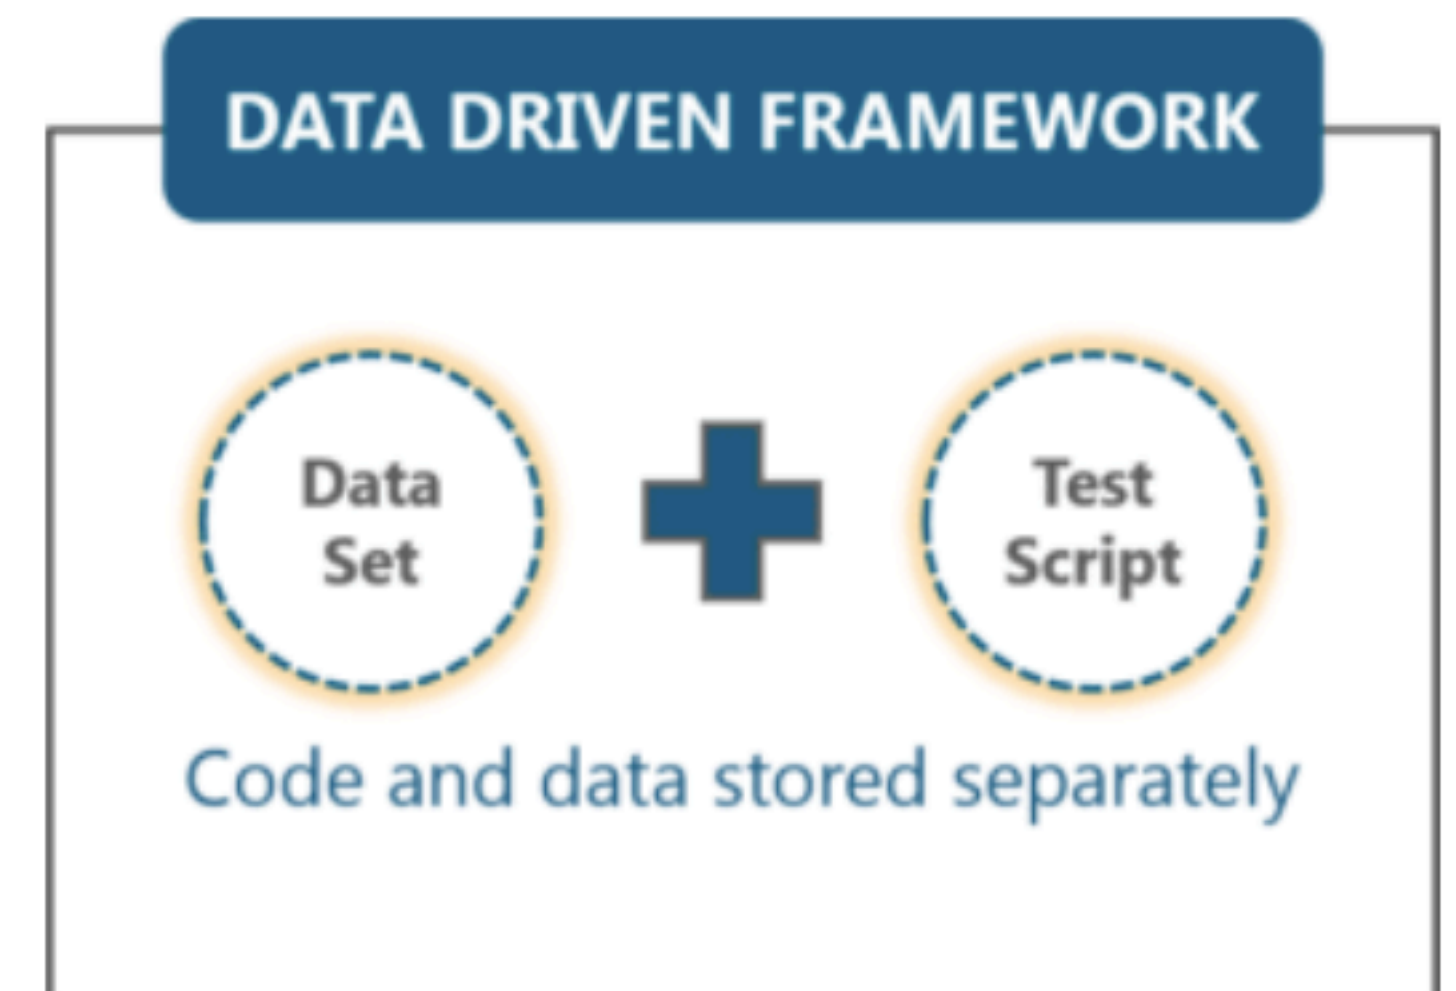 DATA DRIVEN FRAMEWORK
Data
Set
Test
Script
Code and data stored separately